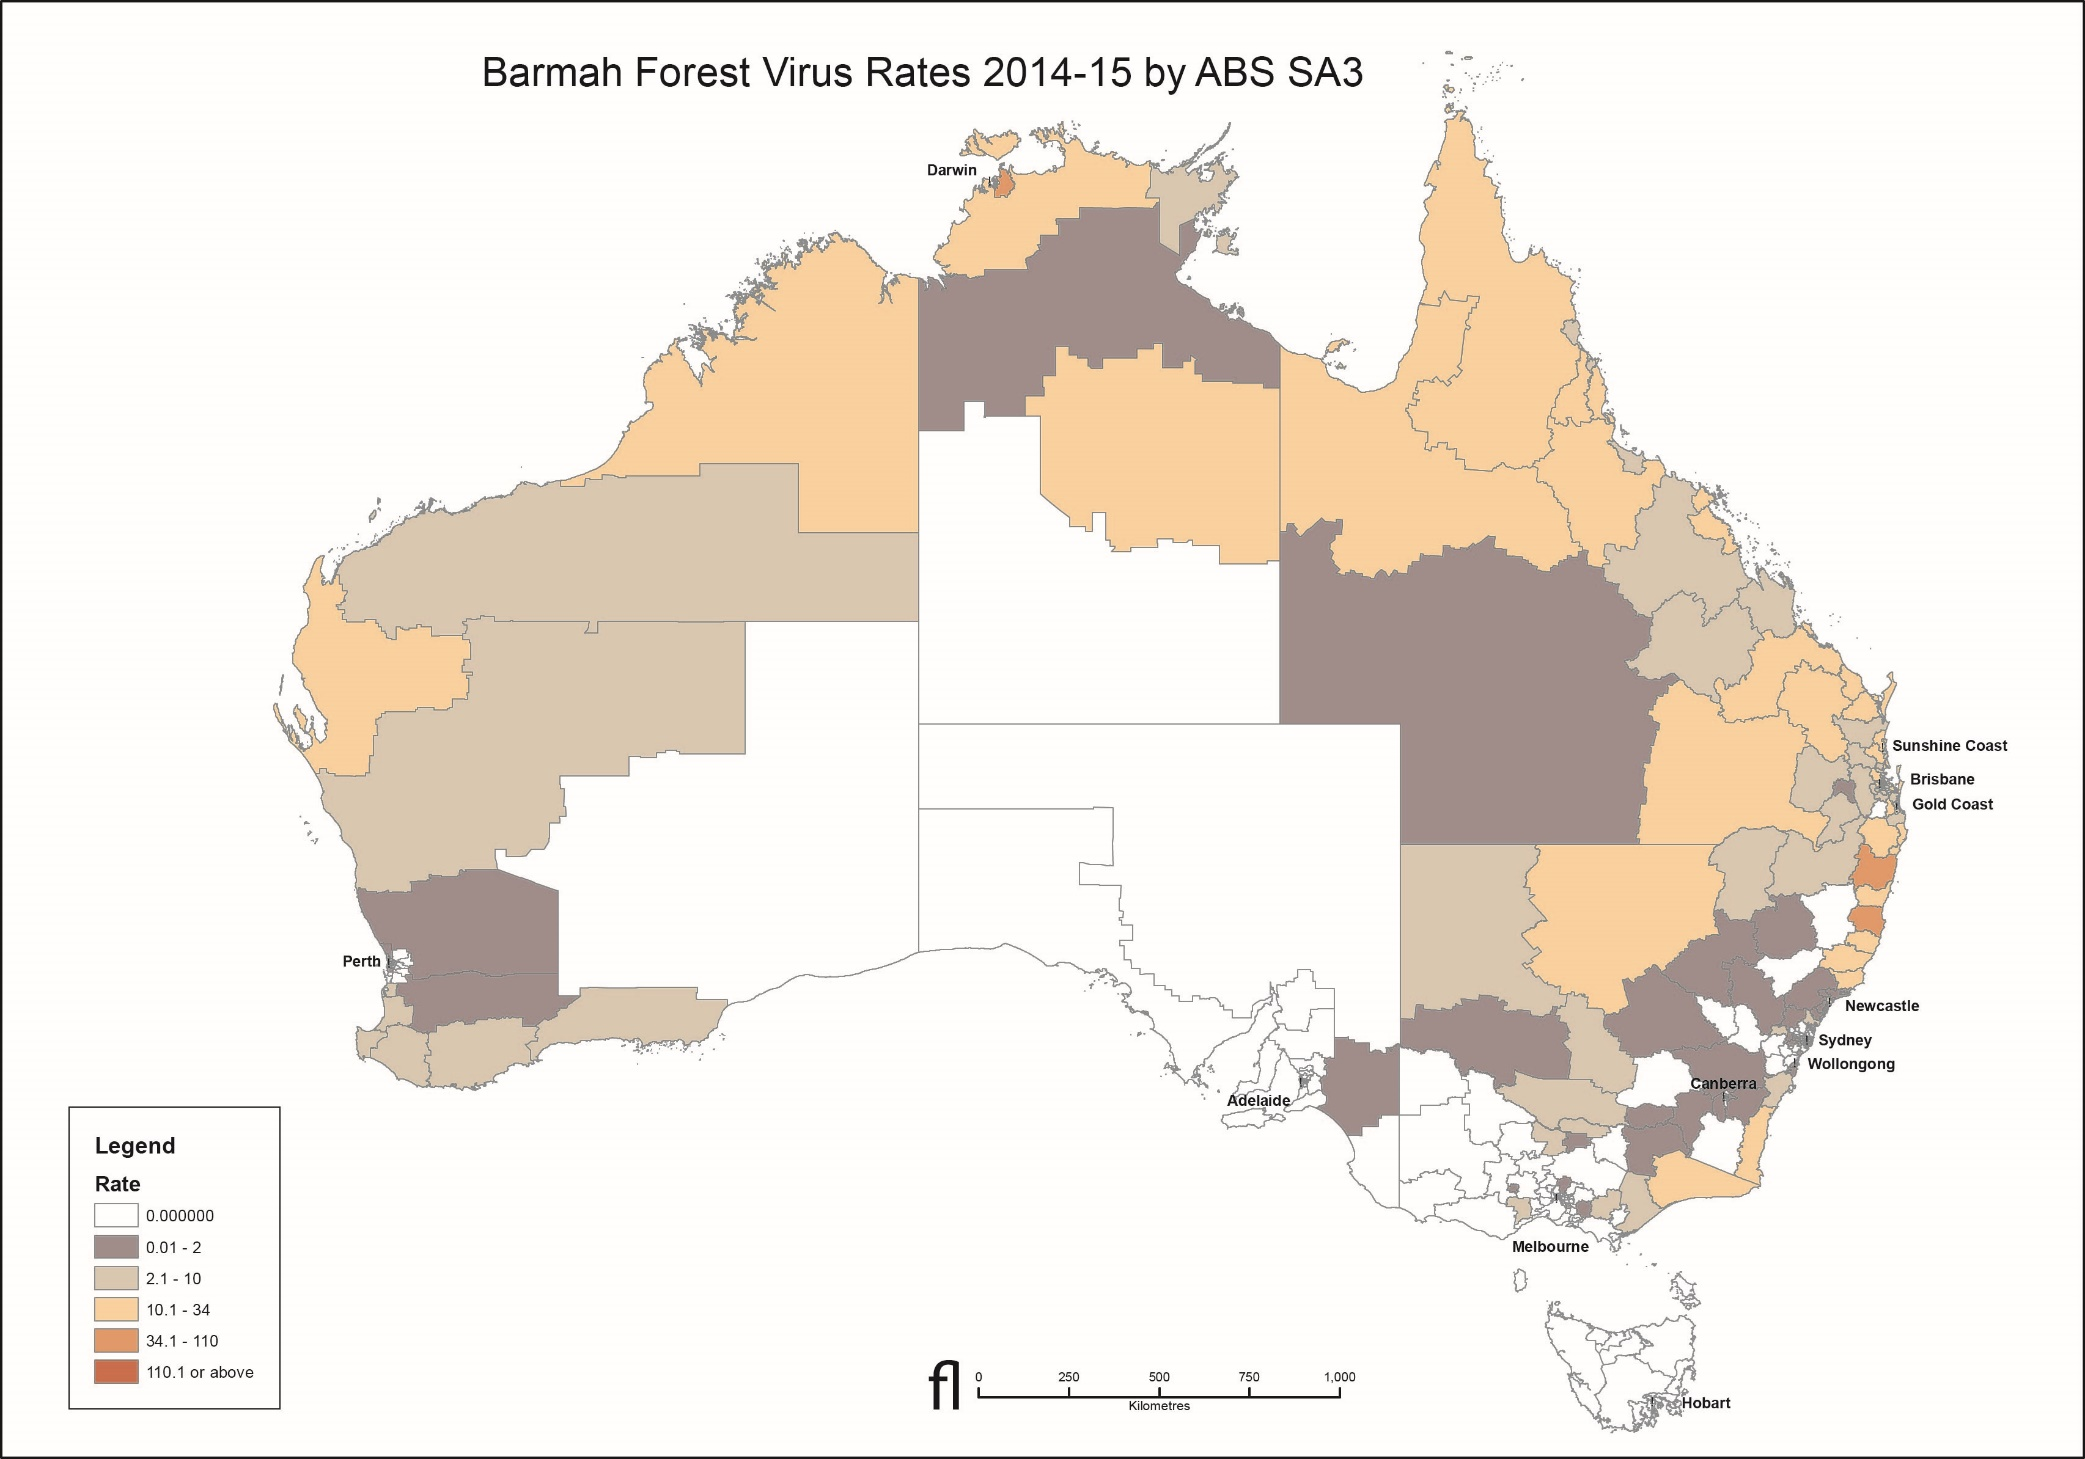 Barmah Forest Virus Rates 2014-15 by ABS SA3
Darwin
Sunshine Coast
Brisbane
Gold Coast
Perth
Newcastle
Sydney
Wollongong
Canberra
Adelaide
Melbourne
Hobart
Legend
Rate
0.000000
0.01 - 2
2.1 - 10
10.1 - 34
34.1 - 110
110.1 or above
fl
0 250 500 750 1,000
Kilometres